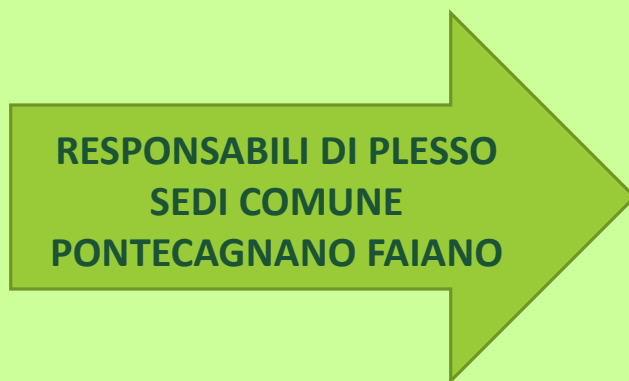 RESPONSABILI DI PLESSO
SEDI COMUNE
PONTECAGNANO FAIANO